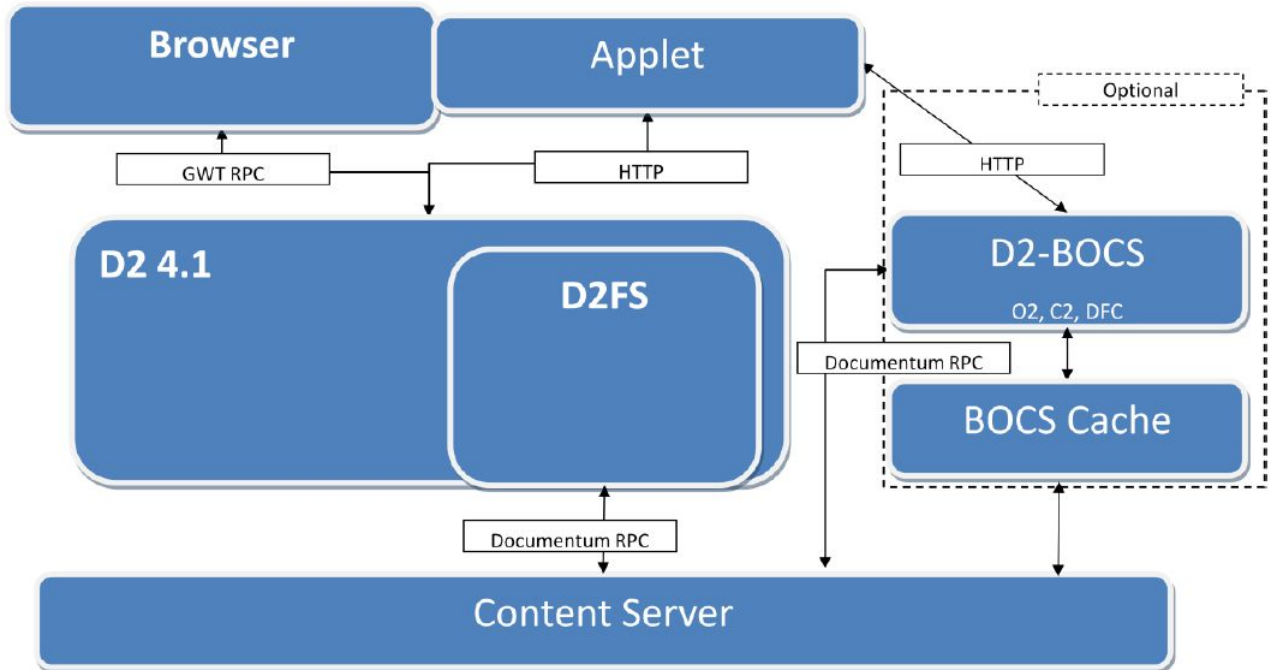 Browser
Applet
Optional
GWT RPC
HTTP
HTTP
D2 4.1
D2FS
D2-BOCS
O2, C2, DFC
Documentum RPC
BOCS Cache
Documentum RPC
Content Server